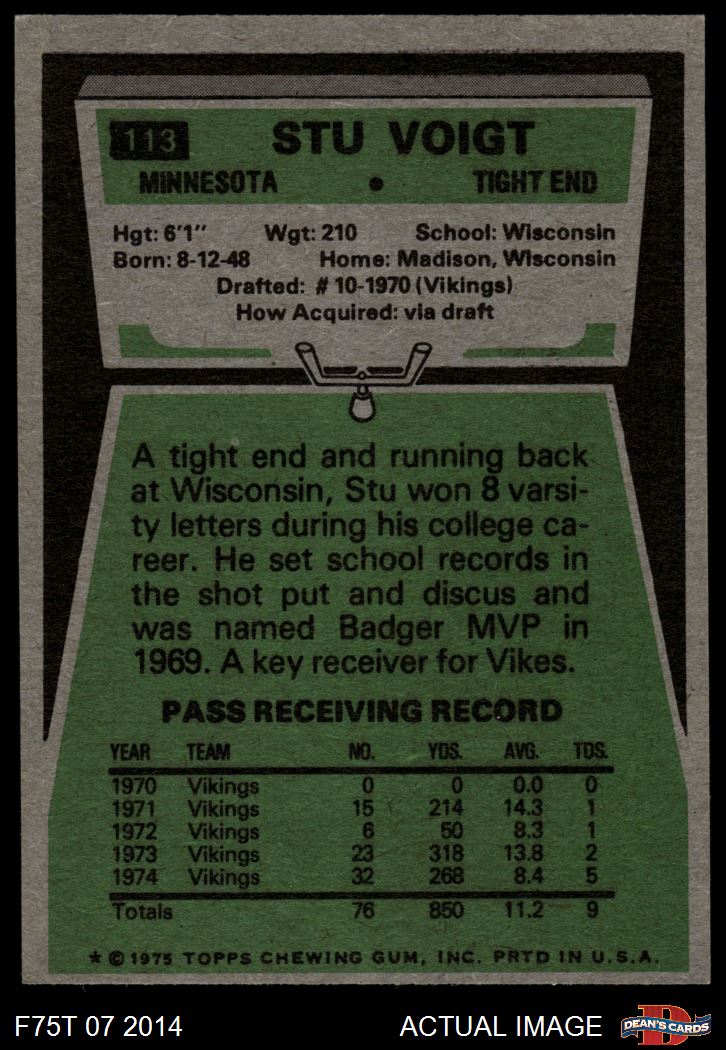 113 STU VOIGT
MINNESOTA • TIGHT END
Hgt: 6'1" Wgt: 210 School: Wisconsin
Born: 8-12-48 Home: Madison, Wisconsin
Drafted: #10-1970 (Vikings)
How Acquired: via draft
A tight end and running back
at Wisconsin, Stu won 8 varsi-
ty letters during his college ca-
reer. He set school records in
the shot put and discus and
was named Badger MVP in
1969. A key receiver for Vikes.
PASS RECEIVING RECORD
YEAR TEAM NO. YDS. AVG. TDS.
1970 Vikings 0 0 0.0 0
1971 Vikings 15 214 14.3 1
1972 Vikings 6 50 8.3 1
1973 Vikings 23 318 13.8 2
1974 Vikings 32 268 8.4 5
Totals 76 850 11.2 9
* © 1975 TOPPS CHEWING GUM, INC. PRTD IN U.S.A.
F75T 07 2014 ACTUAL IMAGE D DEAN'S CARDS